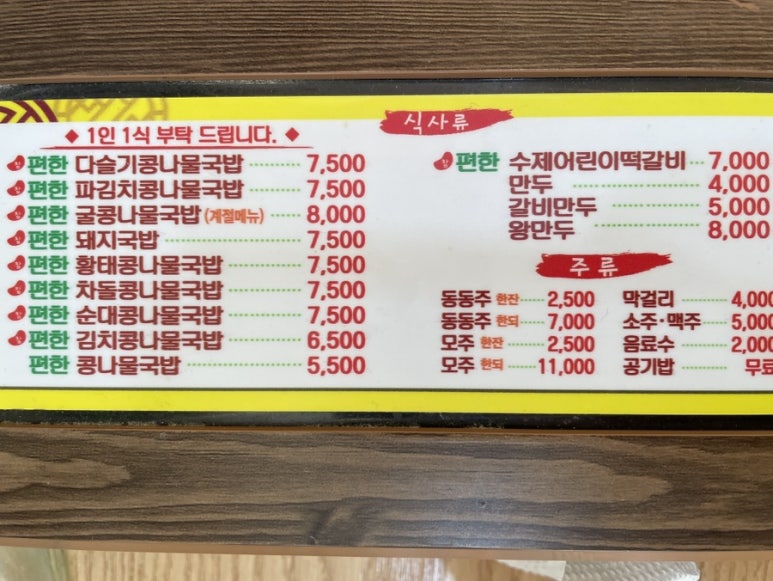 식사류
◆ 1인 1식 부탁 드립니다. ◆
편한 다슬기콩나물국밥 7,500
편한 파김치콩나물국밥 7,500
편한 굴콩나물국밥 (계절메뉴) 8,000
편한 돼지국밥 7,500
편한 황태콩나물국밥 7,500
편한 차돌콩나물국밥 7,500
편한 순대콩나물국밥 7,500
편한 김치콩나물국밥 6,500
편한 콩나물국밥 5,500
편한 수제어린이떡갈비 7,000
만두 4,000
갈비만두 5,000
왕만두 8,000
주류
동동주 한잔 2,500
동동주 한되 7,000
모주 한잔 2,500
모주 한되 11,000
막걸리 4,000
소주·맥주 5,000
음료수 2,000
공기밥 무료